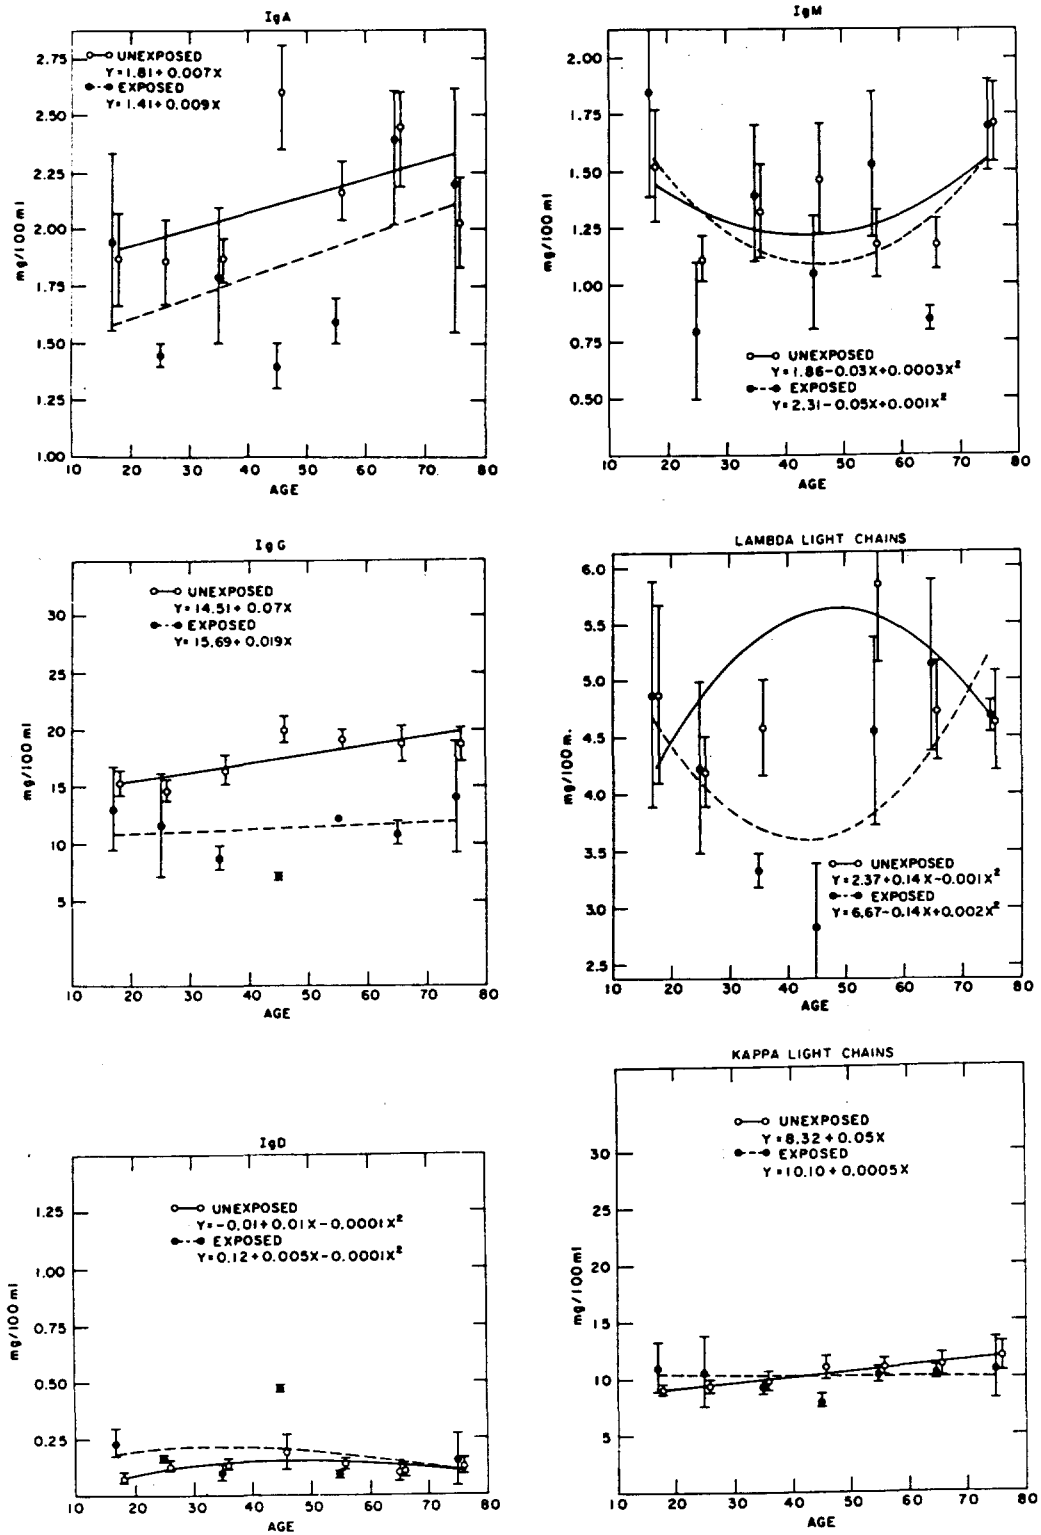 IgA
2.75
2.50
2.25
2.00
1.75
1.50
1.25
1.00
mg/100 ml
UNEXPOSED
Y=1.81+0.007X
EXPOSED
Y=1.41+0.009X
10 20 30 40 50 60 70 80
AGE
IgM
2.00
1.75
1.50
1.25
1.00
0.75
0.50
mg/100 ml
UNEXPOSED
Y=1.86-0.03X+0.0003X²
EXPOSED
Y=2.31-0.05X+0.001X²
10 20 30 40 50 60 70 80
AGE
IgG
30
25
20
15
10
5
mg/100 ml
UNEXPOSED
Y=14.51+0.07X
EXPOSED
Y=15.69+0.019X
10 20 30 40 50 60 70 80
AGE
LAMBDA LIGHT CHAINS
6.0
5.5
5.0
4.5
4.0
3.5
3.0
2.5
mg/100 m.
UNEXPOSED
Y=2.37+0.14X-0.001X²
EXPOSED
Y=6.67-0.14X+0.002X²
10 20 30 40 50 60 70 80
AGE
IgD
1.25
1.00
0.75
0.50
0.25
mg/100 ml
UNEXPOSED
Y=-0.01+0.01X-0.0001X²
EXPOSED
Y=0.12+0.005X-0.0001X²
10 20 30 40 50 60 70 80
AGE
KAPPA LIGHT CHAINS
30
25
20
15
10
5
mg/100 ml
UNEXPOSED
Y=8.32+0.05X
EXPOSED
Y=10.10+0.0005X
10 20 30 40 50 60 70 80
AGE